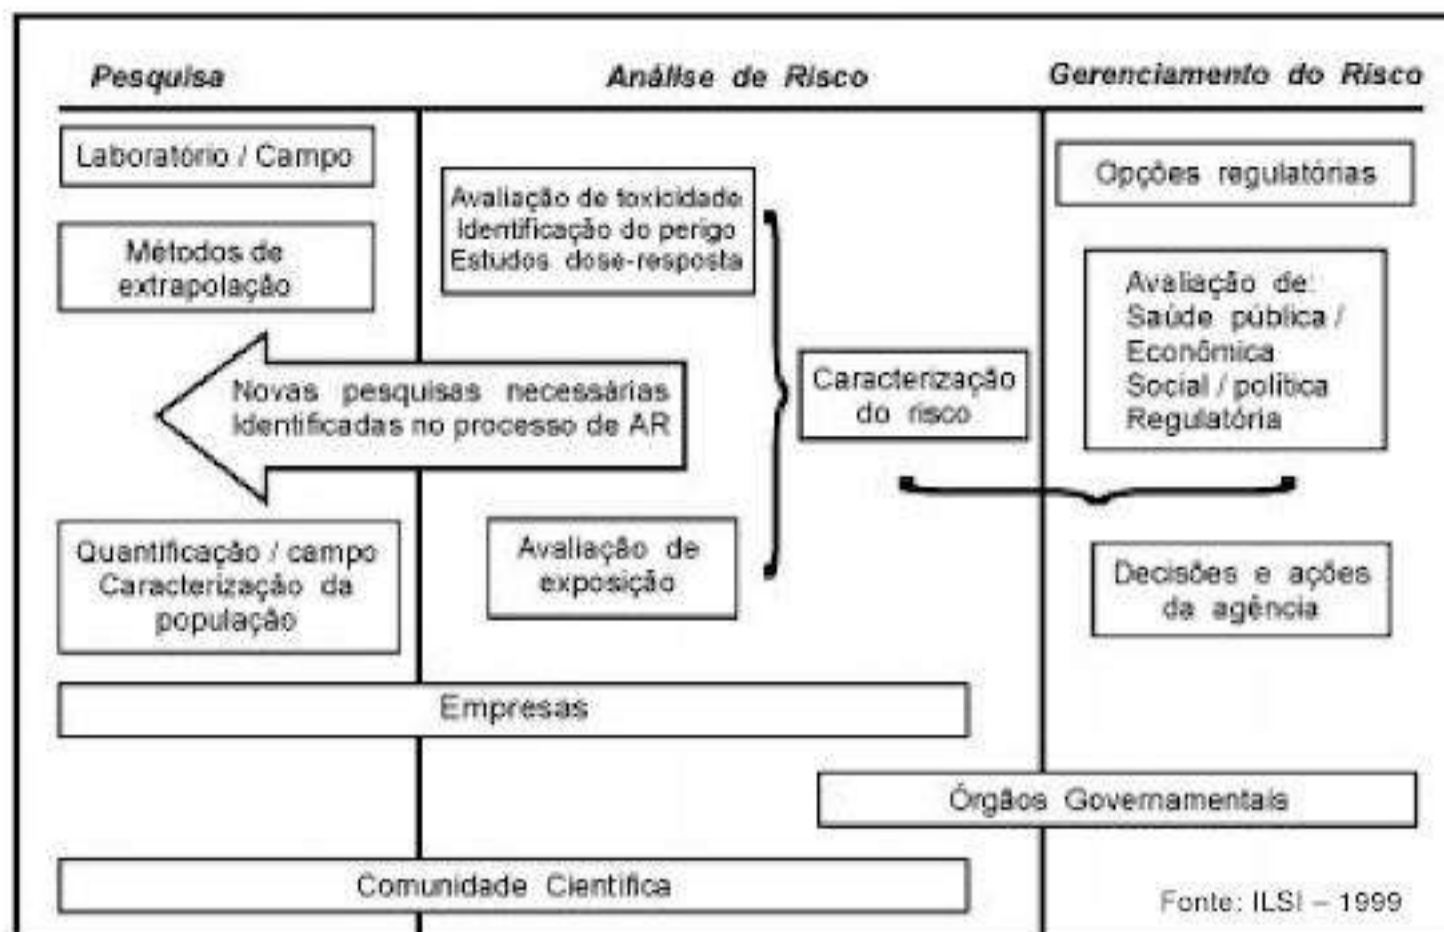 Pesquisa
Análise de Risco
Gerenciamento do Risco
Laboratório / Campo
Métodos de
extrapolação
Novas pesquisas necessárias
Identificadas no processo de AR
Quantificação / campo
Caracterização da
população
Avaliação de toxicidade
Identificação do perigo
Estudos dose-resposta
Avaliação de
exposição
Caracterização
do risco
Opções regulatórias
Avaliação de:
Saúde pública /
Econômica
Social / política
Regulatória
Decisões e ações
da agência
Empresas
Órgãos Governamentais
Comunidade Científica
Fonte: ILSI – 1999